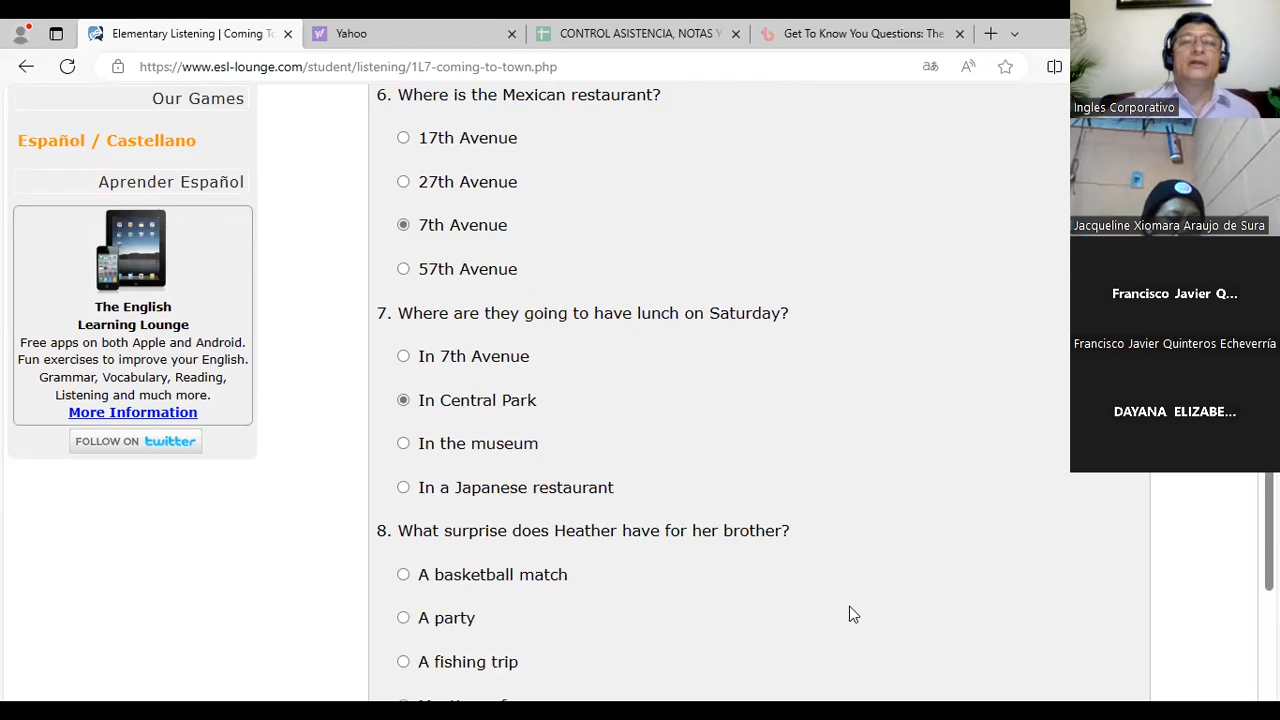 Elementary Listening | Coming To
Yahoo
CONTROL ASISTENCIA, NOTAS Y
Get To Know You Questions: The
https://www.esl-lounge.com/student/listening/1L7-coming-to-town.php
Our Games
Español / Castellano
Aprender Español
The English
Learning Lounge
Free apps on both Apple and Android.
Fun exercises to improve your English.
Grammar, Vocabulary, Reading,
Listening and much more.
More Information
FOLLOW ON twitter
6. Where is the Mexican restaurant?
17th Avenue
27th Avenue
7th Avenue
57th Avenue
7. Where are they going to have lunch on Saturday?
In 7th Avenue
In Central Park
In the museum
In a Japanese restaurant
8. What surprise does Heather have for her brother?
A basketball match
A party
A fishing trip
Ingles Corporativo
Jacqueline Xiomara Araujo de Sura
Francisco Javier Q...
Francisco Javier Quinteros Echeverría
DAYANA ELIZABE...